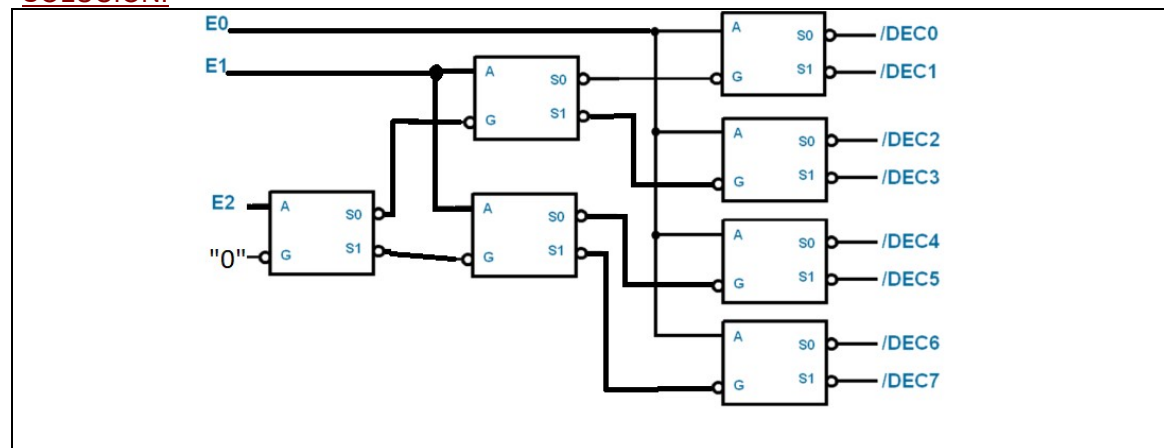 SOLUCIÓN:
E0
E1
E2
"0"
A
G
S0
S1
A
G
S0
S1
A
G
S0
S1
A
G
S0
S1
/DEC0
/DEC1
A
G
S0
S1
/DEC2
/DEC3
A
G
S0
S1
/DEC4
/DEC5
A
G
S0
S1
/DEC6
/DEC7